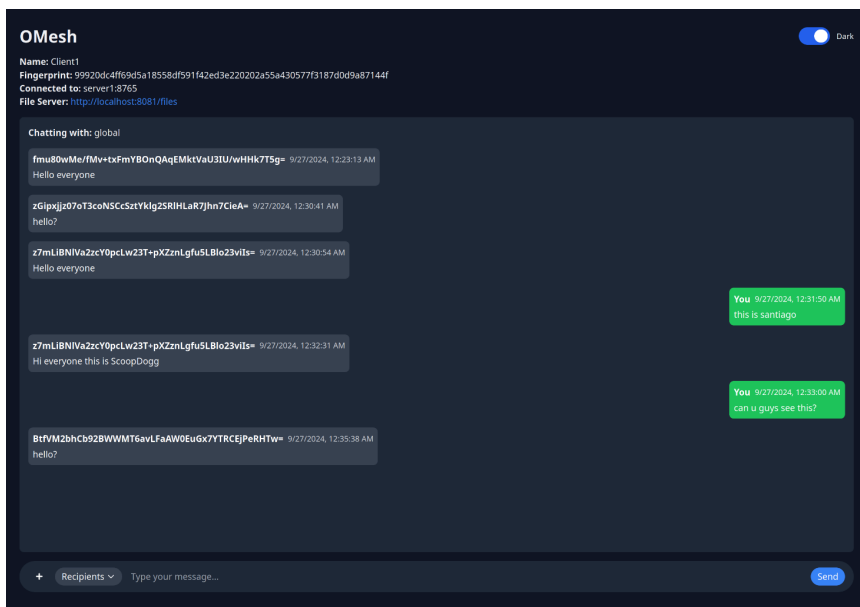 OMesh
Dark
Name: Client1
Fingerprint: 99920dc4ff69d5a18558df591f42ed3e220202a55a430577f3187d0d9a87144f
Connected to: server1:8765
File Server: http://localhost:8081/files
Chatting with: global
fmu80wMe/fMv+txFmYBOnQAqEMktVaU3IU/wHHk7T5g= 9/27/2024, 12:23:13 AM
Hello everyone
zGipxjjz07oT3coNSCcSztYklg2SRlHLaR7Jhn7CieA= 9/27/2024, 12:30:41 AM
hello?
z7mLiBNlVa2zcY0pcLw23T+pXZznLgfu5LBlo23viIs= 9/27/2024, 12:30:54 AM
Hello everyone
You 9/27/2024, 12:31:50 AM
this is santiago
z7mLiBNlVa2zcY0pcLw23T+pXZznLgfu5LBlo23viIs= 9/27/2024, 12:32:31 AM
Hi everyone this is ScoopDogg
You 9/27/2024, 12:33:00 AM
can u guys see this?
BtfVM2bhCb92BWWMT6avLFaAW0EuGx7YTRCEjPeRHTw= 9/27/2024, 12:35:38 AM
hello?
+ Recipients Type your message... Send